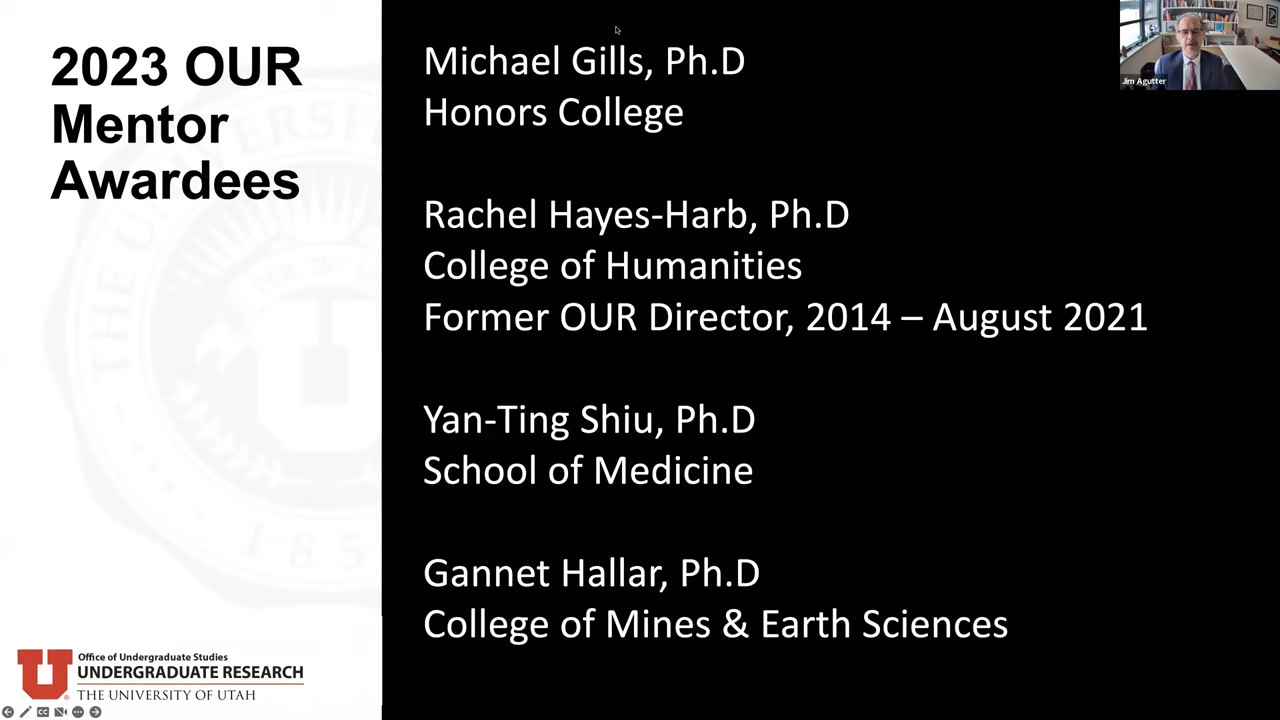 2023 OUR
Mentor
Awardees
Michael Gills, Ph.D
Honors College
Rachel Hayes-Harb, Ph.D
College of Humanities
Former OUR Director, 2014 – August 2021
Yan-Ting Shiu, Ph.D
School of Medicine
Gannet Hallar, Ph.D
College of Mines & Earth Sciences
Jim Agutter
Office of Undergraduate Studies
UNDERGRADUATE RESEARCH
THE UNIVERSITY OF UTAH